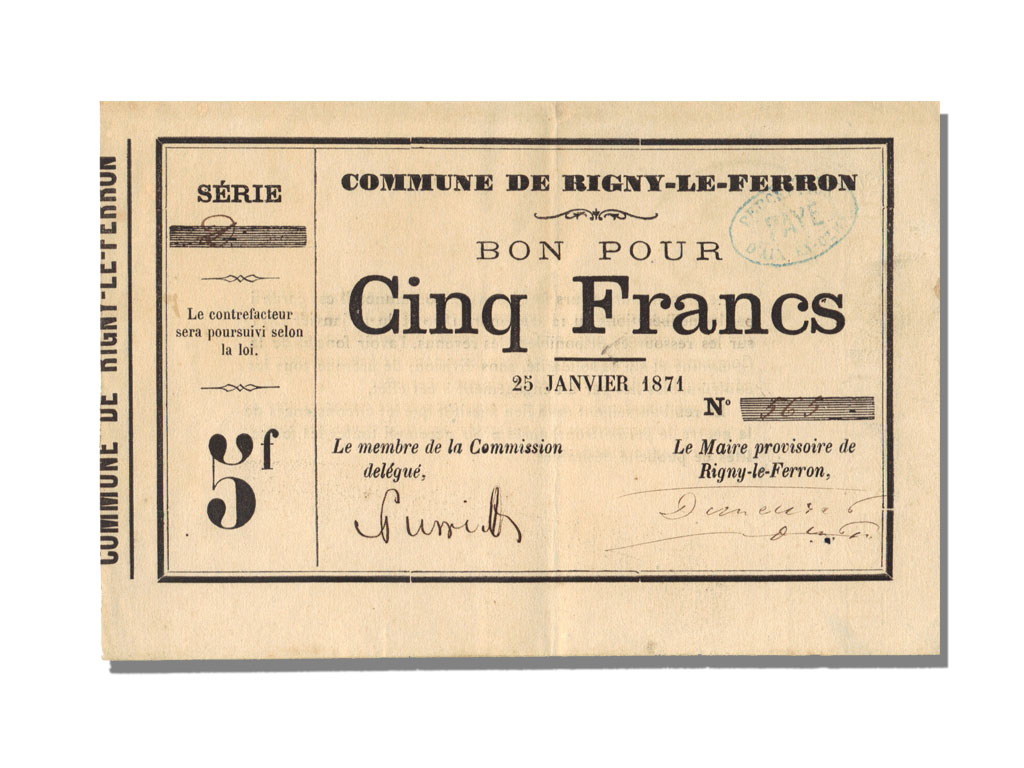 COMMUNE DE RIGNY-LE-FERRON
SÉRIE
D
Le contrefacteur
sera poursuivi selon
la loi.
5f
COMMUNE DE RIGNY-LE-FERRON
PAYÉ
BON POUR
Cinq Francs
25 JANVIER 1871
No 563
Le membre de la Commission
delégué,
Le Maire provisoire de
Rigny-le-Ferron,